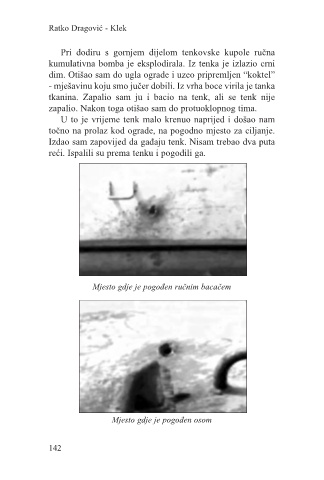 Ratko Dragović - Klek
Pri dodiru s gornjem dijelom tenkovske kupole ručna
kumulativna bomba je eksplodirala. Iz tenka je izlazio crni
dim. Otišao sam do ugla ograde i uzeo pripremljen “koktel”
- mješavinu koju smo jučer dobili. Iz vrha boce virila je tanka
tkanina. Zapalio sam ju i bacio na tenk, ali se tenk nije
zapalio. Nakon toga otišao sam do protuoklopnog tima.
U to je vrijeme tenk malo krenuo naprijed i došao nam
točno na prolaz kod ograde, na pogodno mjesto za ciljanje.
Izdao sam zapovijed da gađaju tenk. Nisam trebao dva puta
reći. Ispalili su prema tenku i pogodili ga.
Mjesto gdje je pogođen ručnim bacačem
Mjesto gdje je pogođen osom
142